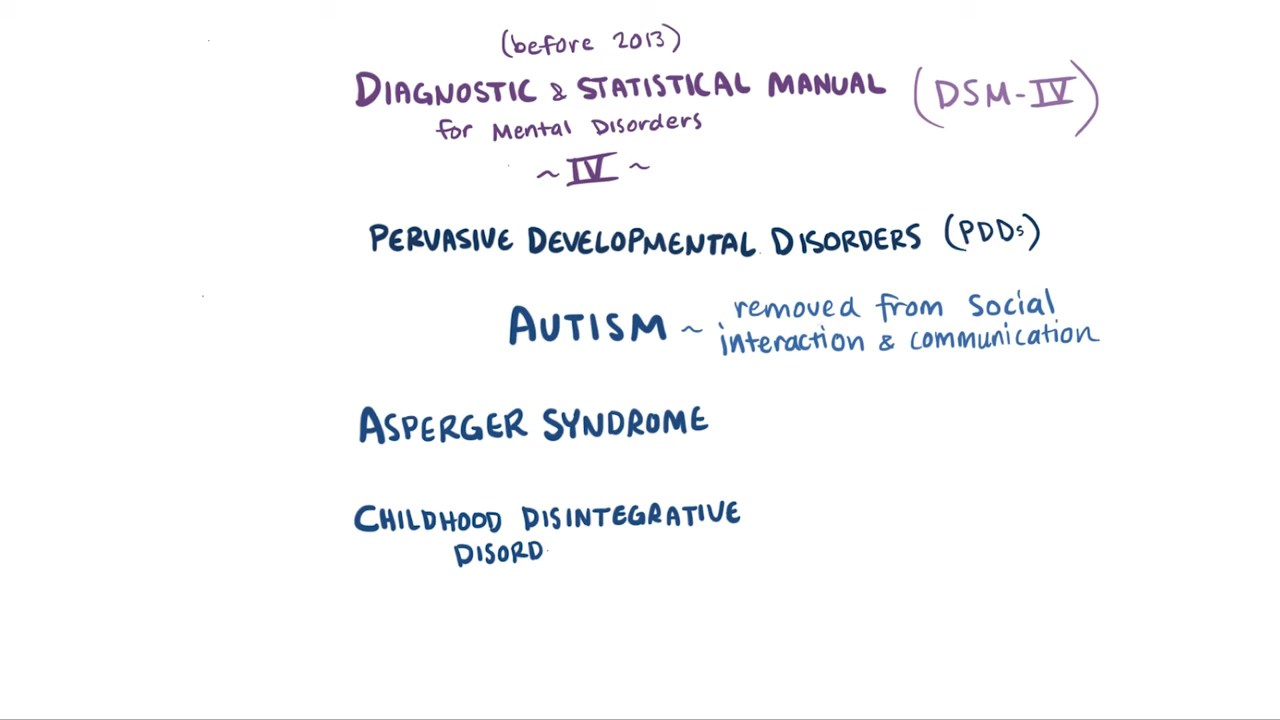 (before 2013)
DIAGNOSTIC & STATISTICAL MANUAL (DSM-IV)
for Mental Disorders
~ IV ~
PERVASIVE DEVELOPMENTAL DISORDERS (PDDs)
AUTISM ~ removed from social
interaction & communication
ASPERGER SYNDROME
CHILDHOOD DISINTEGRATIVE
DISORD